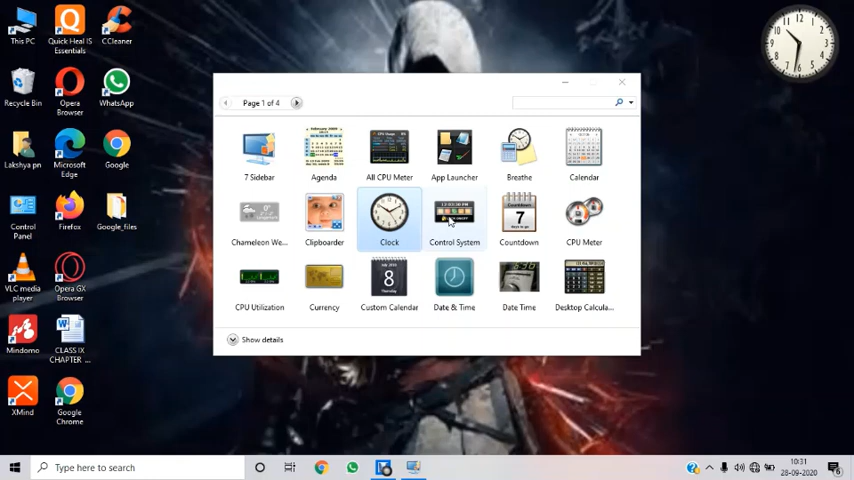 This PC
Quick Heal IS
Essentials
CCleaner
Recycle Bin
Opera
Browser
WhatsApp
Lakshya pn
Microsoft
Edge
Google
Control
Panel
Firefox
Google_files
VLC media
player
Opera GX
Browser
Mindomo
CLASS IX
CHAPTER ...
XMind
Google
Chrome
Page 1 of 4
7 Sidebar
Agenda
All CPU Meter
App Launcher
Breathe
Calendar
Chameleon We...
Clipboarder
Clock
Control System
Countdown
CPU Meter
CPU Utilization
Currency
Custom Calendar
Date & Time
Date Time
Desktop Calcula...
Show details
Type here to search
10:31
28-09-2020